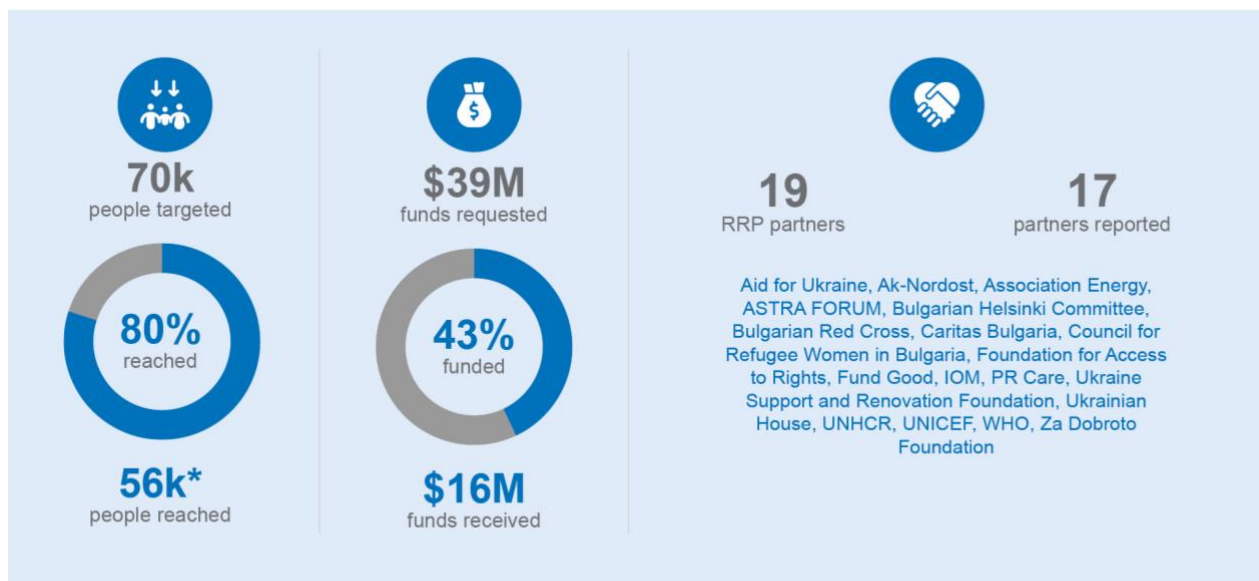 70k
people targeted
80%
reached
56k*
people reached
$
$39M
funds requested
43%
funded
$16M
funds received
19
RRP partners
17
partners reported
Aid for Ukraine, Ak-Nordost, Association Energy,
ASTRA FORUM, Bulgarian Helsinki Committee,
Bulgarian Red Cross, Caritas Bulgaria, Council for
Refugee Women in Bulgaria, Foundation for Access
to Rights, Fund Good, IOM, PR Care, Ukraine
Support and Renovation Foundation, Ukrainian
House, UNHCR, UNICEF, WHO, Za Dobroto
Foundation